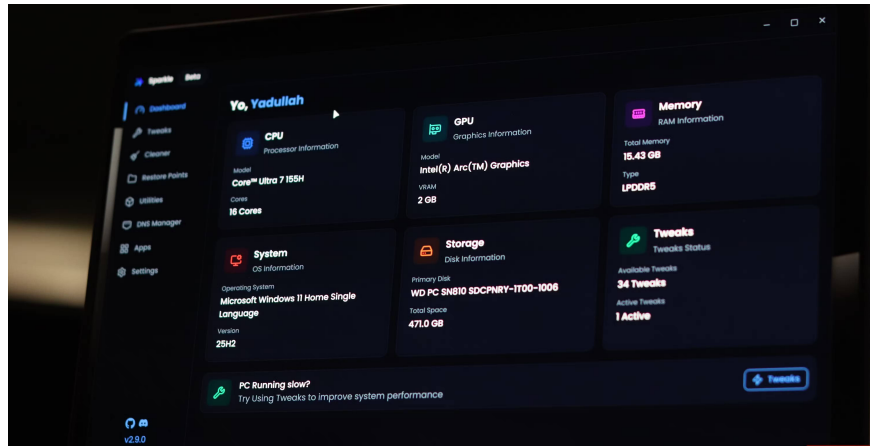 Sparkle Beta
Dashboard
Tweaks
Cleaner
Restore Points
Utilities
DNS Manager
Apps
Settings
v2.9.0
Yo, Yadullah
CPU
Processor Information
Model
Core™ Ultra 7 155H
Cores
16 Cores
GPU
Graphics Information
Model
Intel(R) Arc(TM) Graphics
VRAM
2 GB
Memory
RAM Information
Total Memory
15.43 GB
Type
LPDDR5
System
OS Information
Operating System
Microsoft Windows 11 Home Single
Language
Version
25H2
Storage
Disk Information
Primary Disk
WD PC SN810 SDCPNRY-1T00-1006
Total Space
471.0 GB
Tweaks
Tweaks Status
Available Tweaks
34 Tweaks
Active Tweaks
1 Active
PC Running slow?
Try Using Tweaks to improve system performance
Tweaks